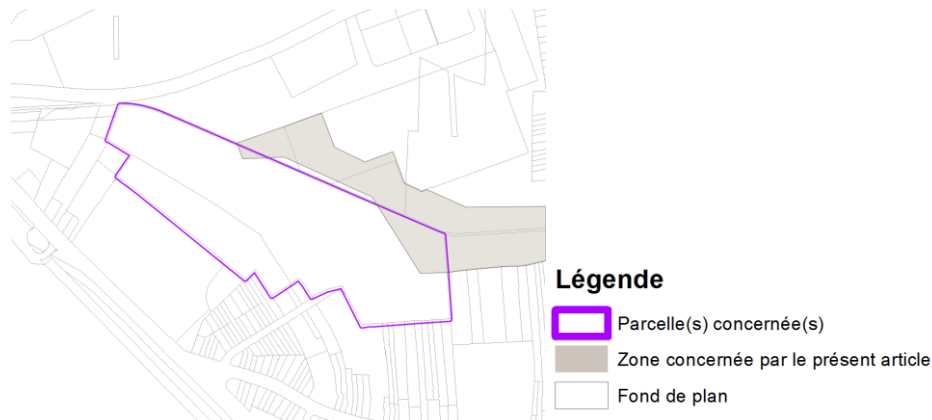 Légende
Parcelle(s) concernée(s)
Zone concernée par le présent article
Fond de plan